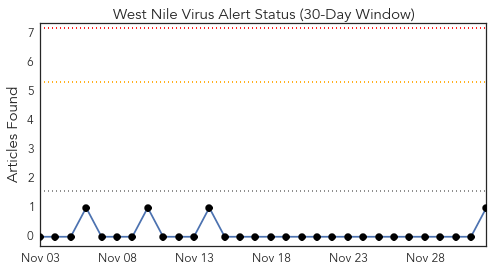 West Nile Virus Alert Status (30-Day Window)
Articles Found
7
6
5
4
3
2
1
0
Nov 03 Nov 08 Nov 13 Nov 18 Nov 23 Nov 28